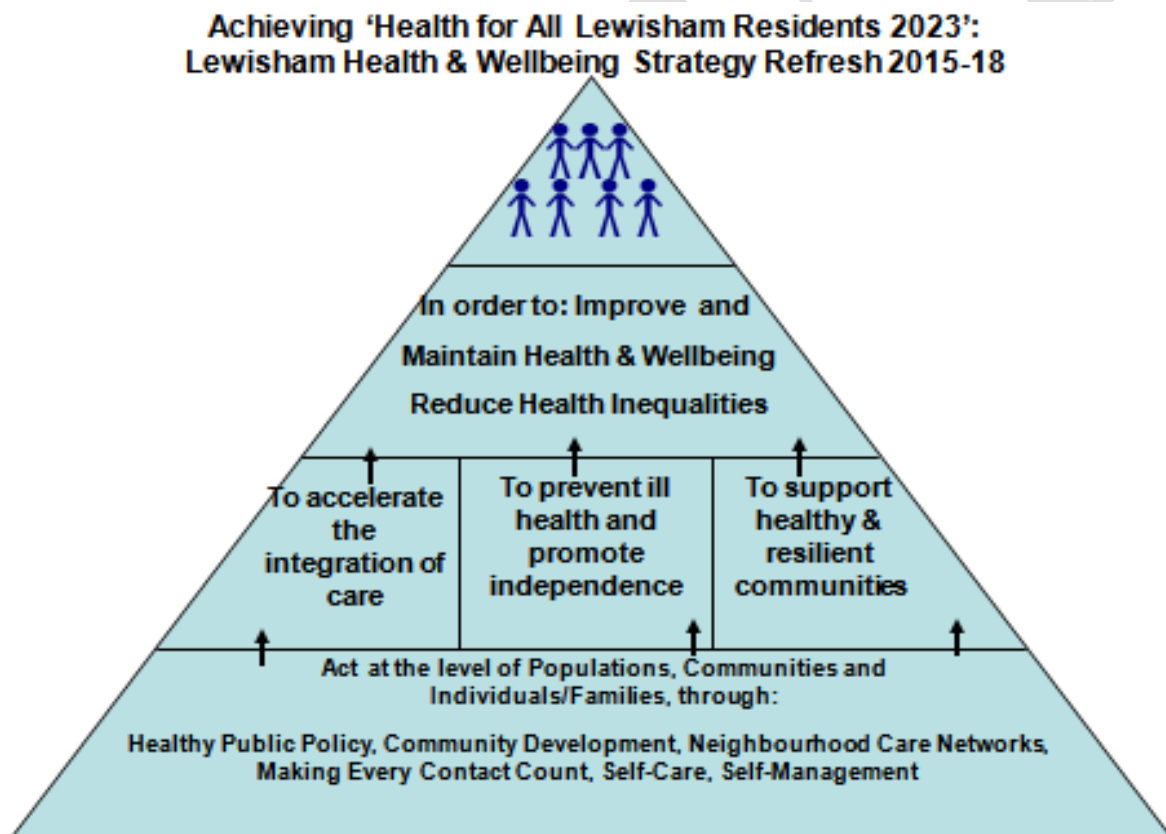 Achieving ‘Health for All Lewisham Residents 2023’:
Lewisham Health & Wellbeing Strategy Refresh 2015-18
In order to: Improve and
Maintain Health & Wellbeing
Reduce Health Inequalities
To accelerate
the
integration of
care
To prevent ill
health and
promote
independence
To support
healthy &
resilient
communities
Act at the level of Populations, Communities and
Individuals/Families, through:
Healthy Public Policy, Community Development, Neighbourhood Care Networks,
Making Every Contact Count, Self-Care, Self-Management